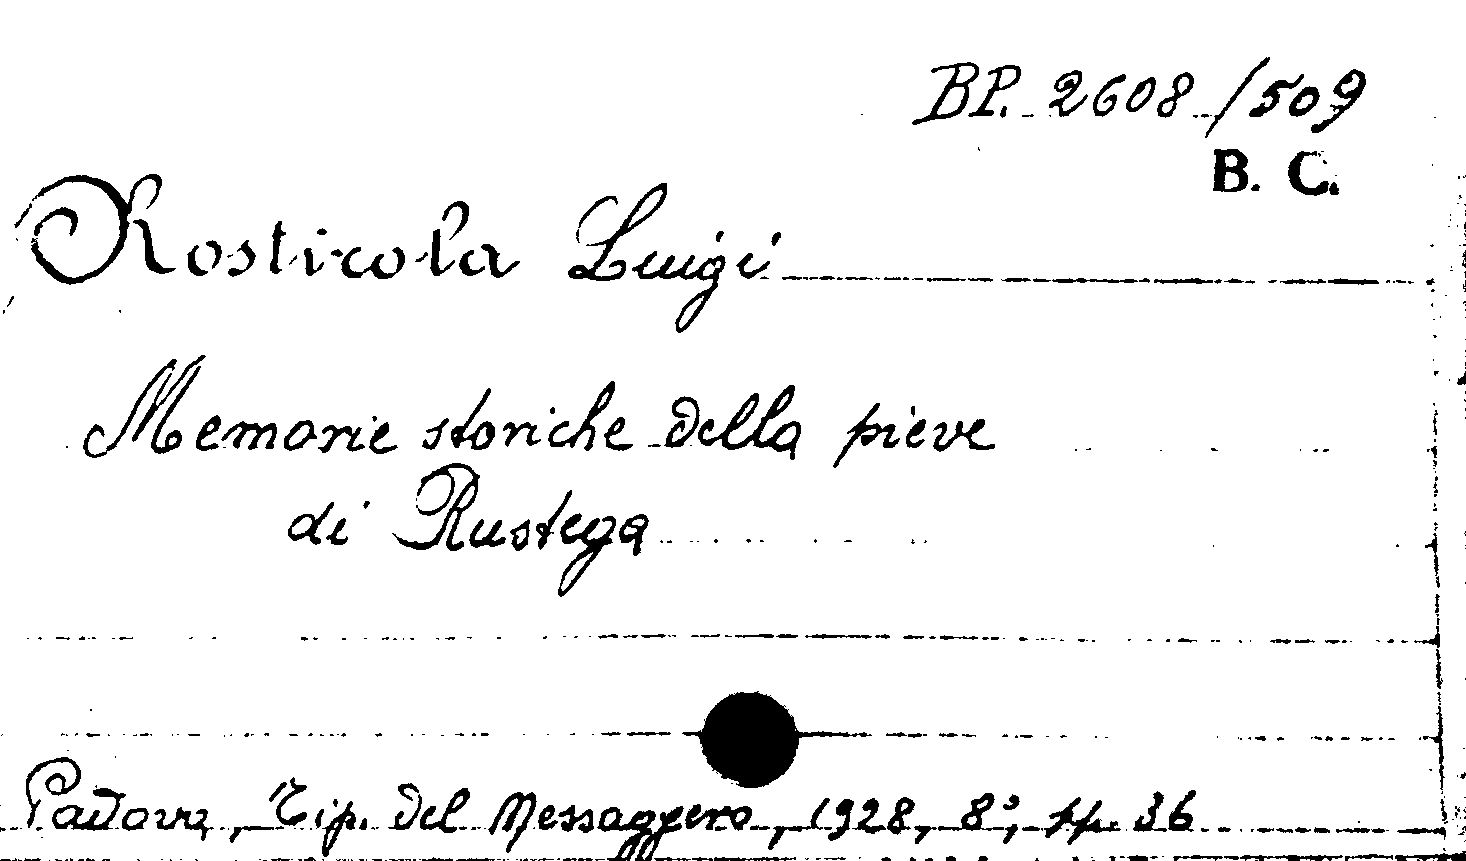 BP. 2608 /509
B. C.
Rosticola Luigi
Memorie storiche della pieve
di Rustega
Padova, Tip. del Messaggero, 1928, 8°, pp. 36